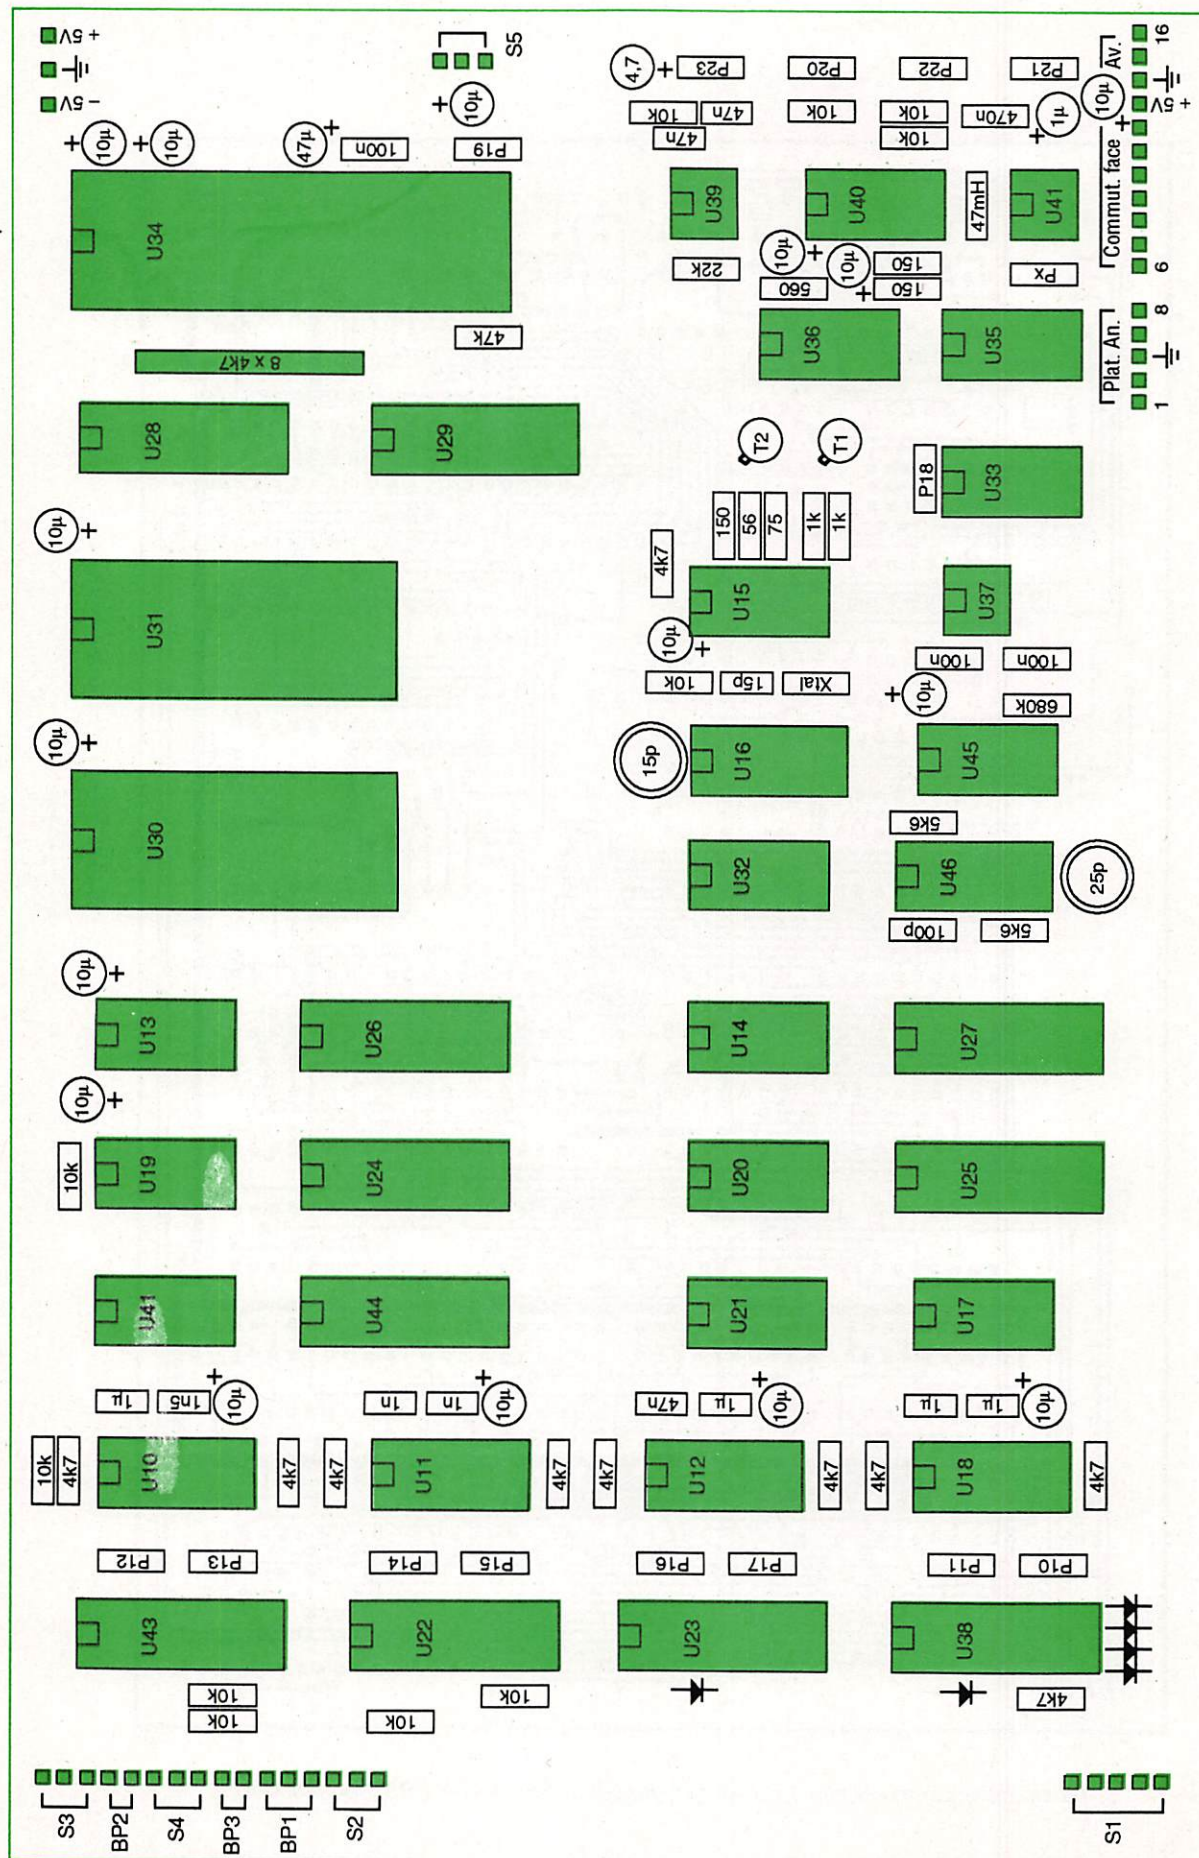 + 5V
- 5V
S5
10µ
10µ
47µ
100n
10µ
P19
4,7
P23
P20
P22
P21
Av.
16
10k
47n
47n
10k
10k
10k
470n
1µ
10µ
+ 5V
U34
U39
U40
47mH
U41
Commut. face
6
22k
10µ
10µ
560
150
150
Px
47k
8 x 4k7
U36
U35
Plat. An.
8
1
U28
U29
T2
T1
P18
U33
10µ
150
56
75
1k
1k
4k7
U31
U15
U37
10µ
10k
15p
Xtal
100n
100n
10µ
680k
10µ
15p
U16
U45
U30
5k6
U32
U46
25p
100p
5k6
10µ
U13
U26
U14
U27
10µ
10k
U19
U24
U20
U25
U41
U44
U21
U17
1µ
1n5
10µ
1n
1n
10µ
47n
1µ
10µ
1µ
1µ
10µ
10k
4k7
U10
4k7
4k7
U11
4k7
4k7
U12
4k7
4k7
U18
4k7
P12
P13
P14
P15
P16
P17
P11
P10
U43
U22
U23
U38
10k
10k
10k
10k
4k7
S3
BP2
S4
BP3
BP1
S2
S1